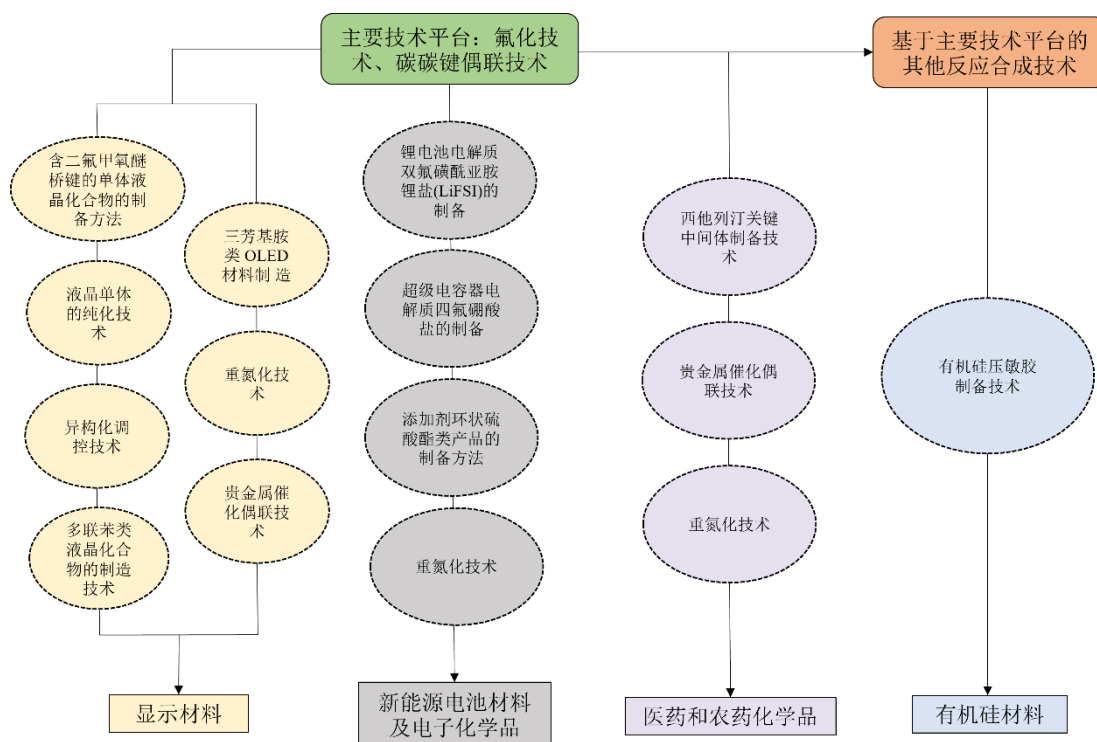 主要技术平台：氟化技
术、碳碳键偶联技术
基于主要技术平台的
其他反应合成技术
含二氟甲氧醚
桥键的单体液
晶化合物的制
备方法
液晶单体
的纯化技
术
异构化调
控技术
多联苯类
液晶化合
物的制造
技术
三芳基胺
类 OLED
材料制 造
重氮化技
术
贵金属催
化偶联技
术
锂电池电解质
双氟磺酰亚胺
锂盐(LiFSI)的
制备
超级电容器电
解质四氟硼酸
盐的制备
添加剂环状硫
酸酯类产品的
制备方法
重氮化技术
西他列汀关键
中间体制备技
术
贵金属催化偶
联技术
重氮化技术
有机硅压敏胶
制备技术
显示材料
新能源电池材料
及电子化学品
医药和农药化学品
有机硅材料